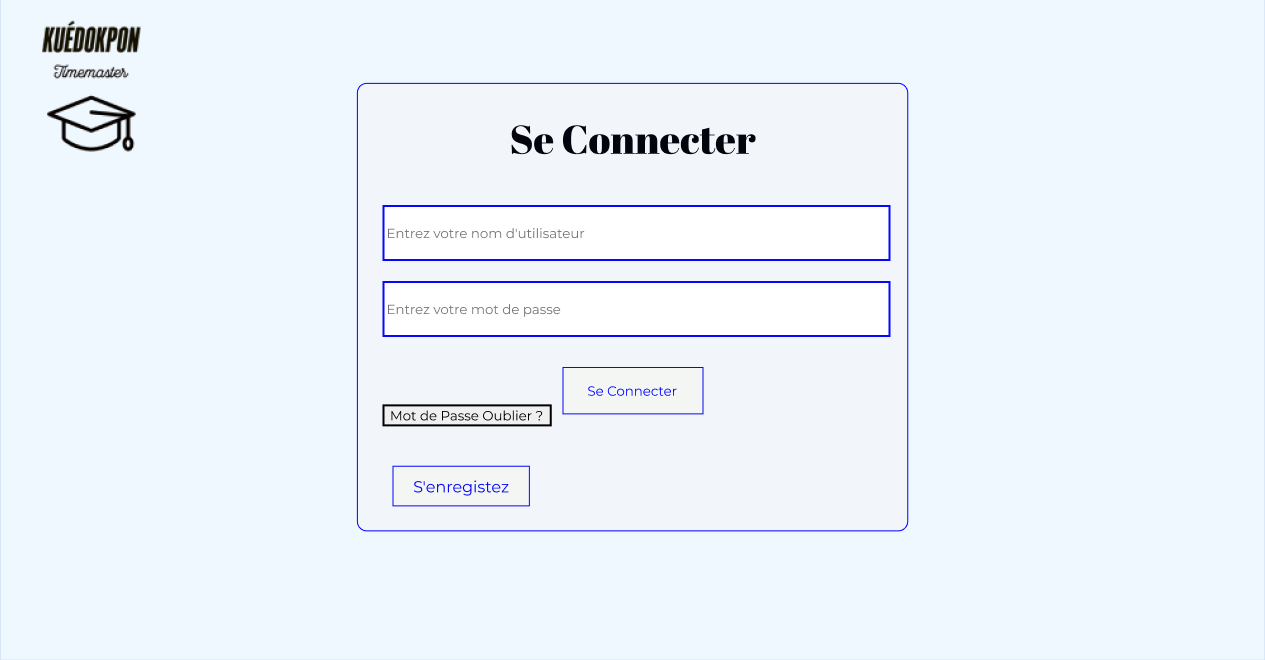 KUÉDOKPON
Timemaster
Se Connecter
Entrez votre nom d'utilisateur
Entrez votre mot de passe
Se Connecter
Mot de Passe Oublier ?
S'enregistez